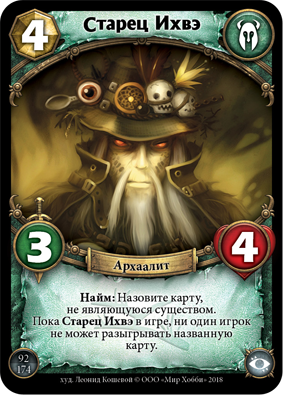 4
Старец Ихвэ
3
Архаалит
4
Найм: Назовите карту,
не являющуюся существом.
Пока Старец Ихвэ в игре, ни один игрок
не может разыгрывать названную
карту.
92
174
худ. Леонид Кошевой © ООО «Мир Хобби» 2018